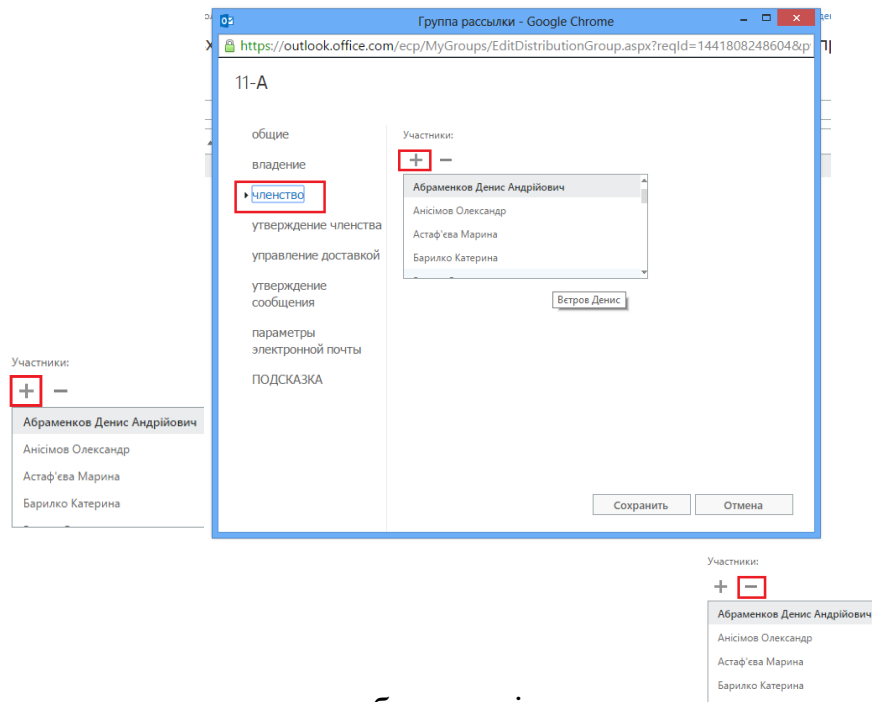 Группа рассылки - Google Chrome
https://outlook.office.com/ecp/MyGroups/EditDistributionGroup.aspx?reqId=1441808248604&p
11-А
общие
владение
членство
утверждение членства
управление доставкой
утверждение
сообщения
параметры
электронной почты
ПОДСКАЗКА
Участники:
Абраменков Денис Андрійович
Анісімов Олександр
Астаф'єва Марина
Барилко Катерина
Вєтров Денис
Сохранить
Отмена
Участники:
Абраменков Денис Андрійович
Анісімов Олександр
Астаф'єва Марина
Барилко Катерина
Участники:
Абраменков Денис Андрійович
Анісімов Олександр
Астаф'єва Марина
Барилко Катерина